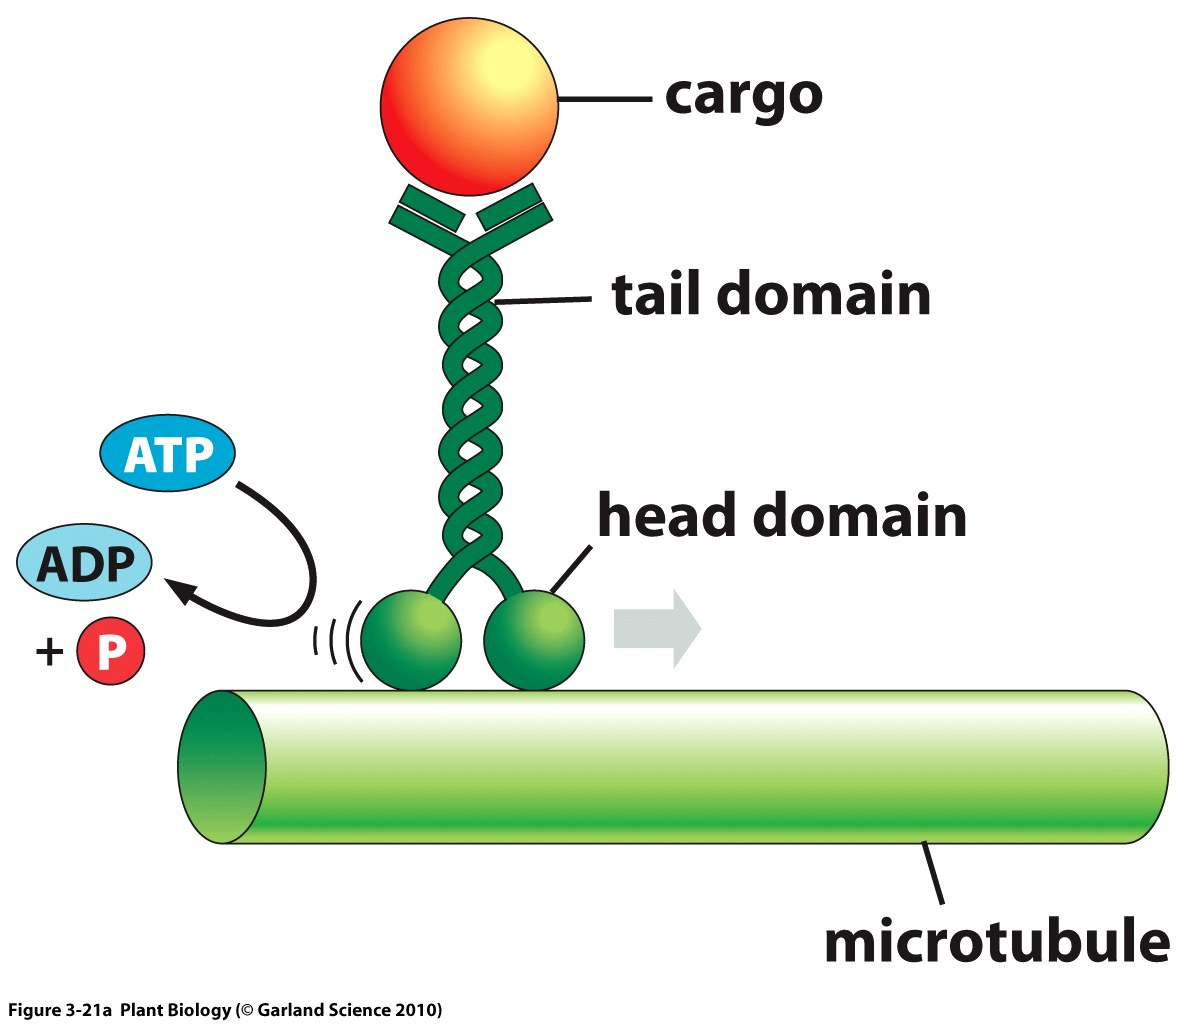 cargo
tail domain
ATP
head domain
ADP
+ P
microtubule
Figure 3-21a Plant Biology (© Garland Science 2010)